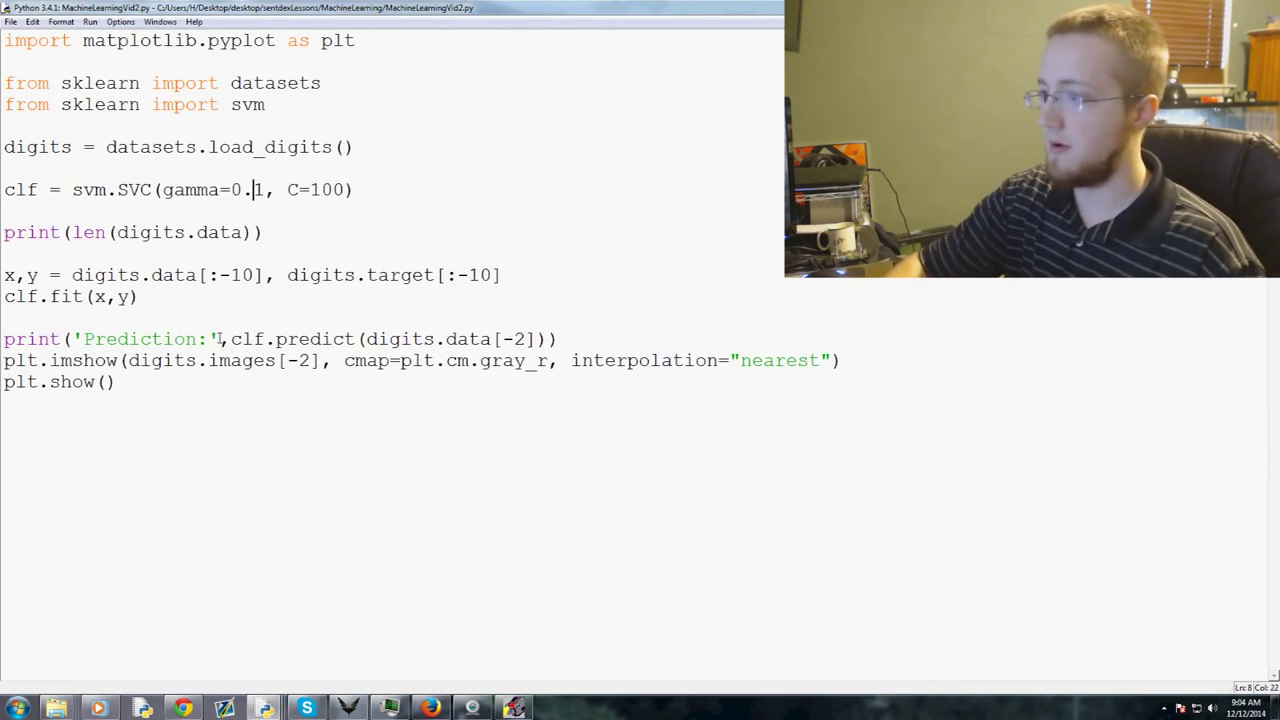 Python 3.4.1: MachineLearningVid2.py - C:/Users/H/Desktop/desktop/sentdexLessons/MachineLearning/MachineLearningVid2.py
File Edit Format Run Options Windows Help
import matplotlib.pyplot as plt
from sklearn import datasets
from sklearn import svm
digits = datasets.load_digits()
clf = svm.SVC(gamma=0.1, C=100)
print(len(digits.data))
x,y = digits.data[:-10], digits.target[:-10]
clf.fit(x,y)
print('Prediction:',clf.predict(digits.data[-2]))
plt.imshow(digits.images[-2], cmap=plt.cm.gray_r, interpolation="nearest")
plt.show()
Ln: 8 Col: 22
9:04 AM
12/12/2014